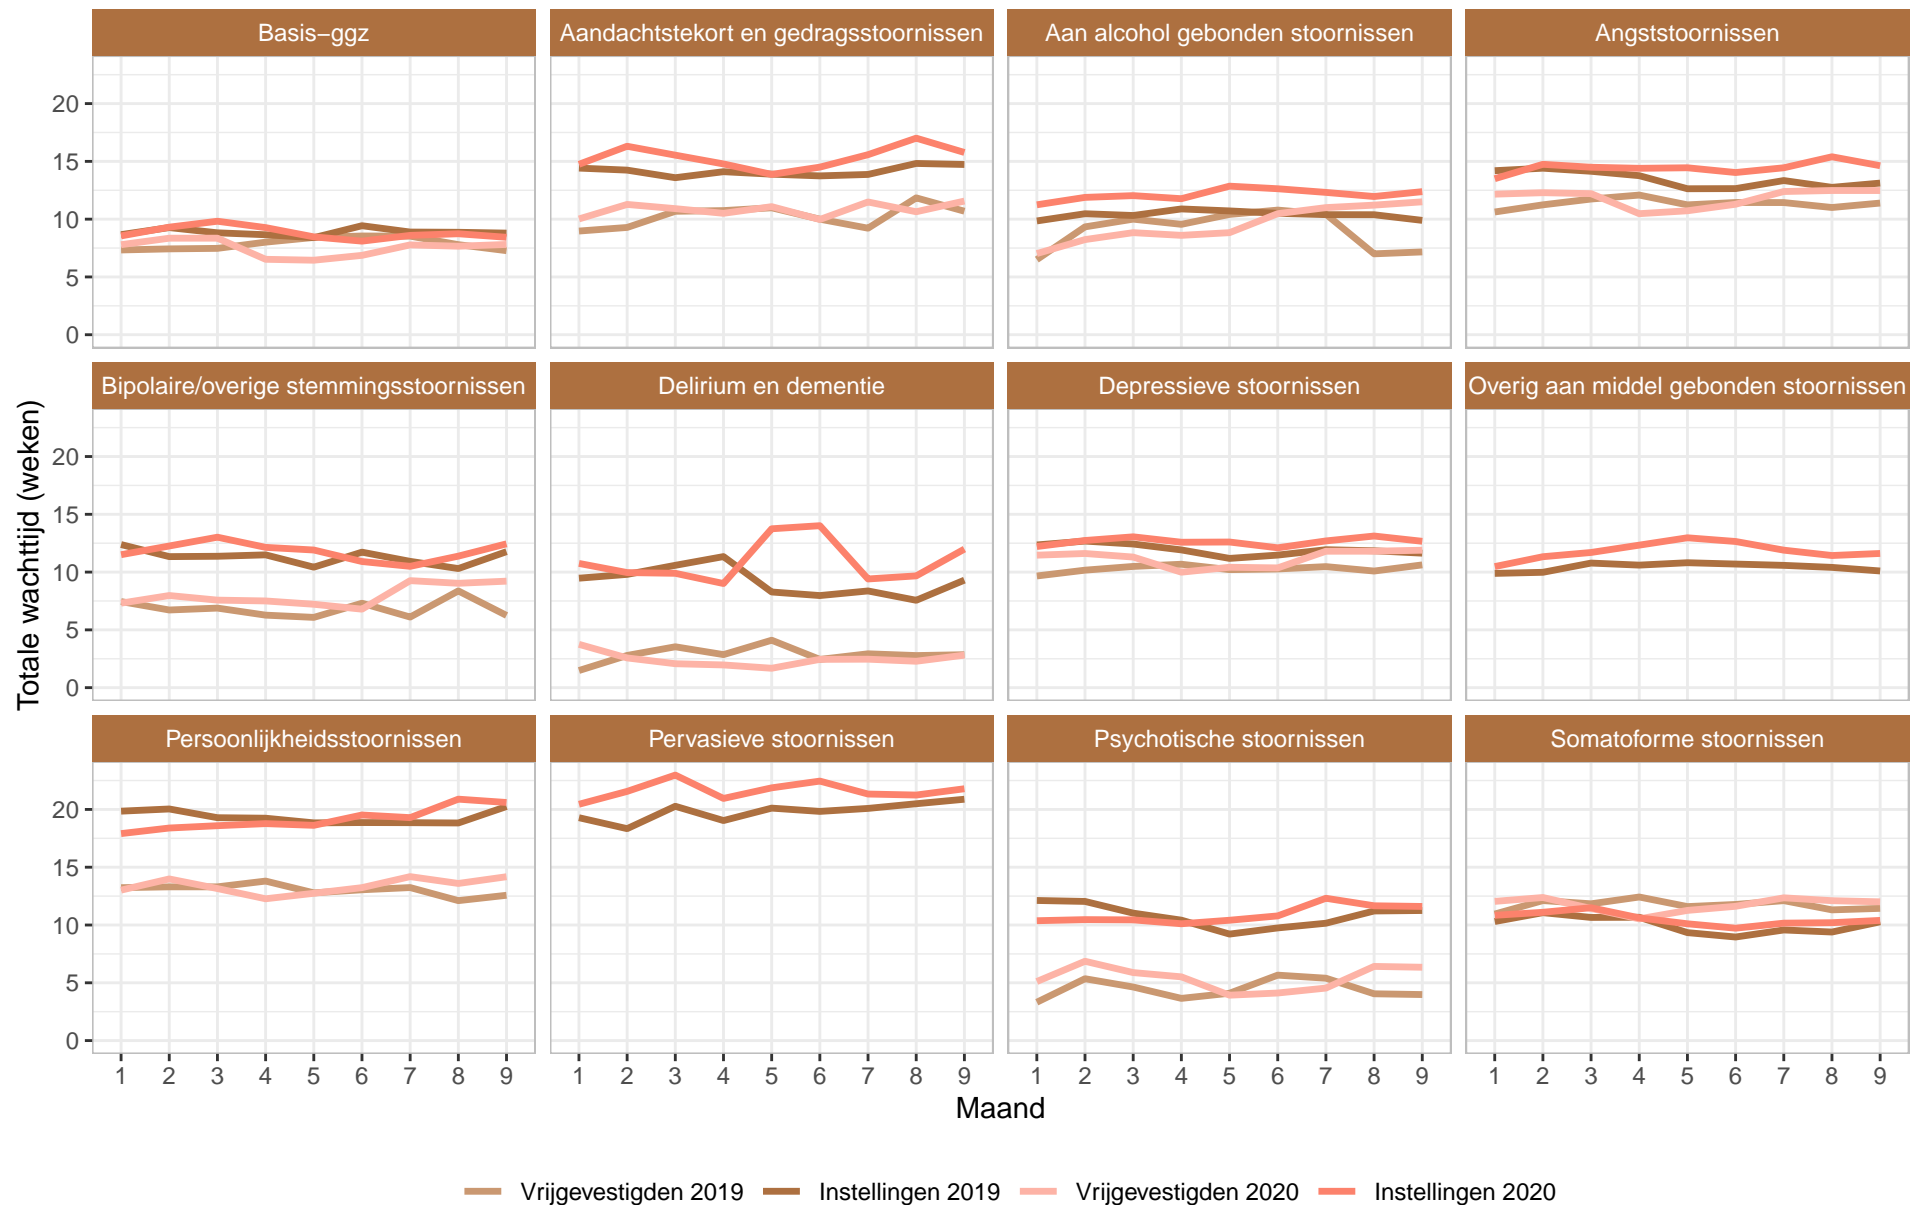 Basis−ggz
Aandachtstekort en gedragsstoornissen
Aan alcohol gebonden stoornissen
Angststoornissen
20
15
10
5
0
Bipolaire/overige stemmingsstoornissen
Delirium en dementie
Depressieve stoornissen
Overig aan middel gebonden stoornissen
20
15
10
5
0
Totale wachttijd (weken)
Persoonlijkheidsstoornissen
Pervasieve stoornissen
Psychotische stoornissen
Somatoforme stoornissen
20
15
10
5
0
1 2 3 4 5 6 7 8 9
1 2 3 4 5 6 7 8 9
1 2 3 4 5 6 7 8 9
1 2 3 4 5 6 7 8 9
Maand
Vrijgevestigden 2019 Instellingen 2019 Vrijgevestigden 2020 Instellingen 2020